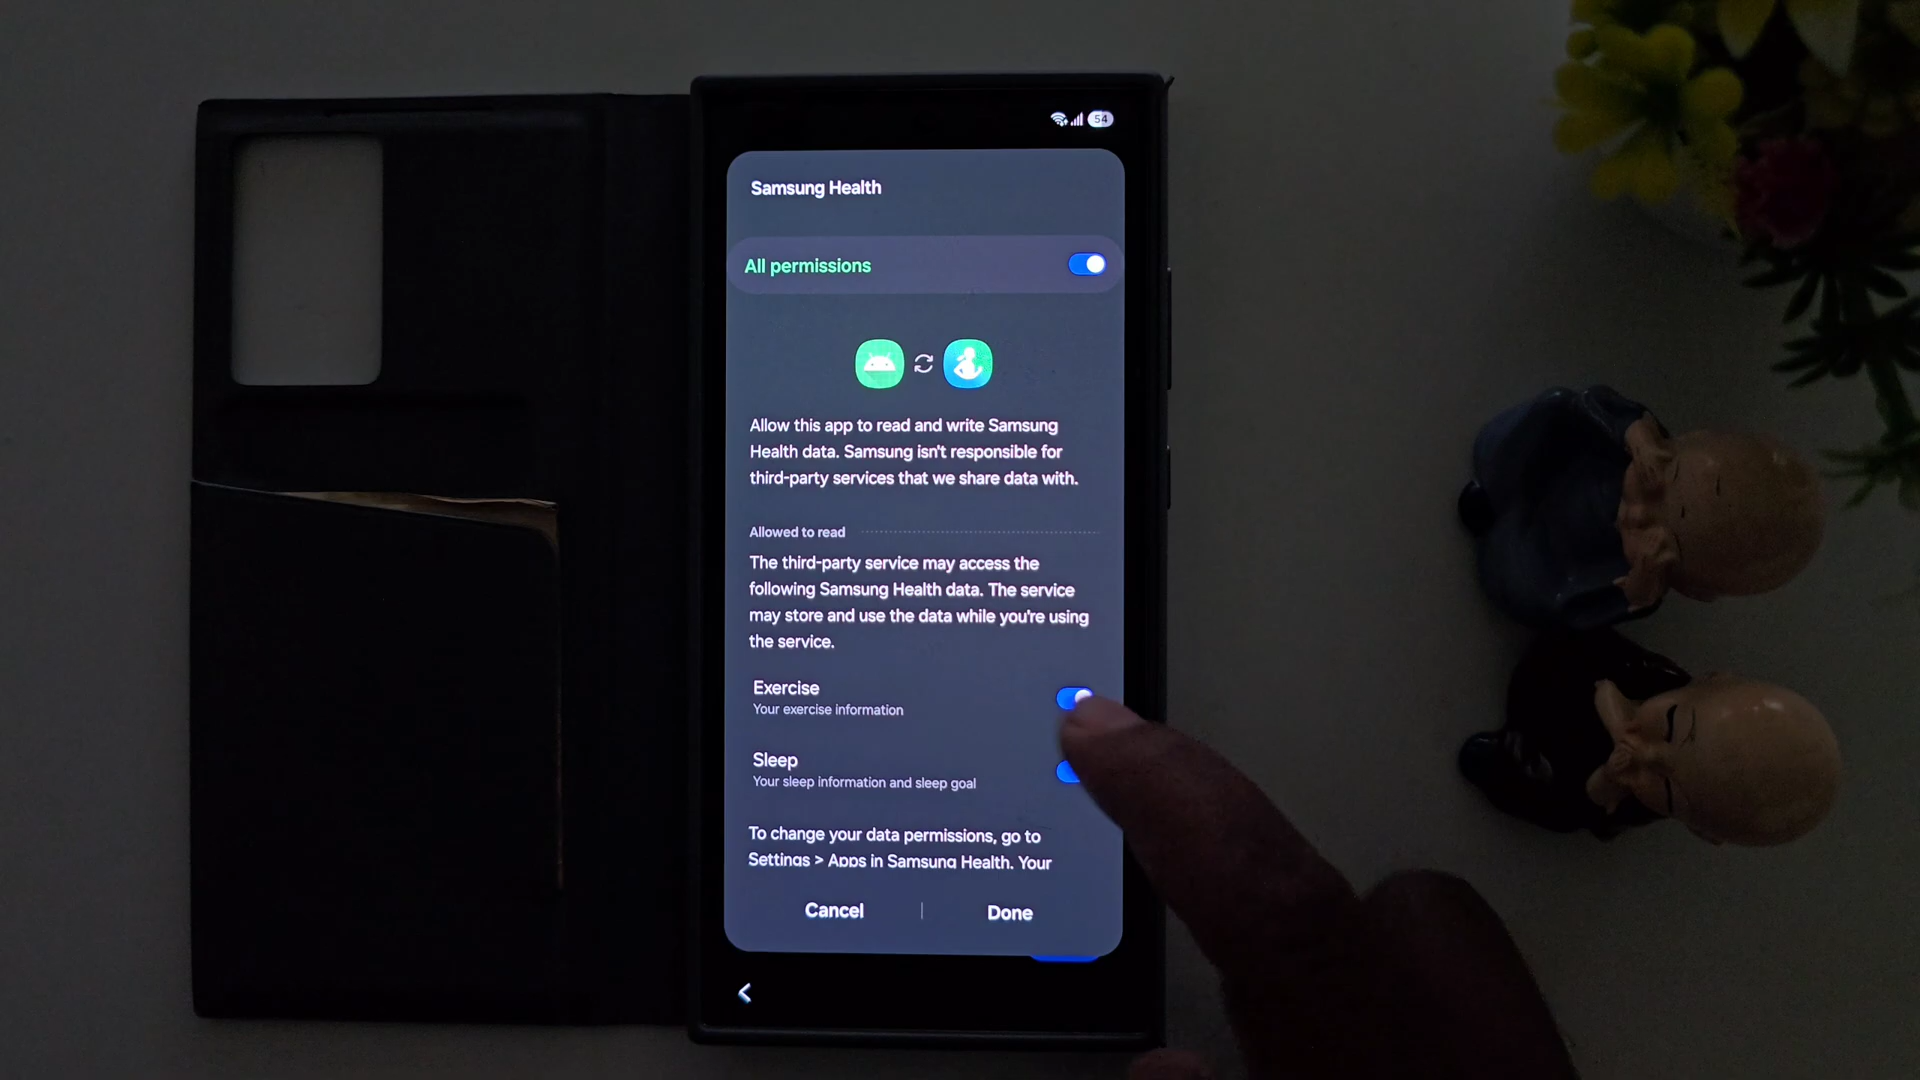 54
Samsung Health
All permissions
Allow this app to read and write Samsung
Health data. Samsung isn't responsible for
third-party services that we share data with.
Allowed to read
The third-party service may access the
following Samsung Health data. The service
may store and use the data while you're using
the service.
Exercise
Your exercise information
Sleep
Your sleep information and sleep goal
To change your data permissions, go to
Settings > Apps in Samsung Health. Your
Cancel
Done